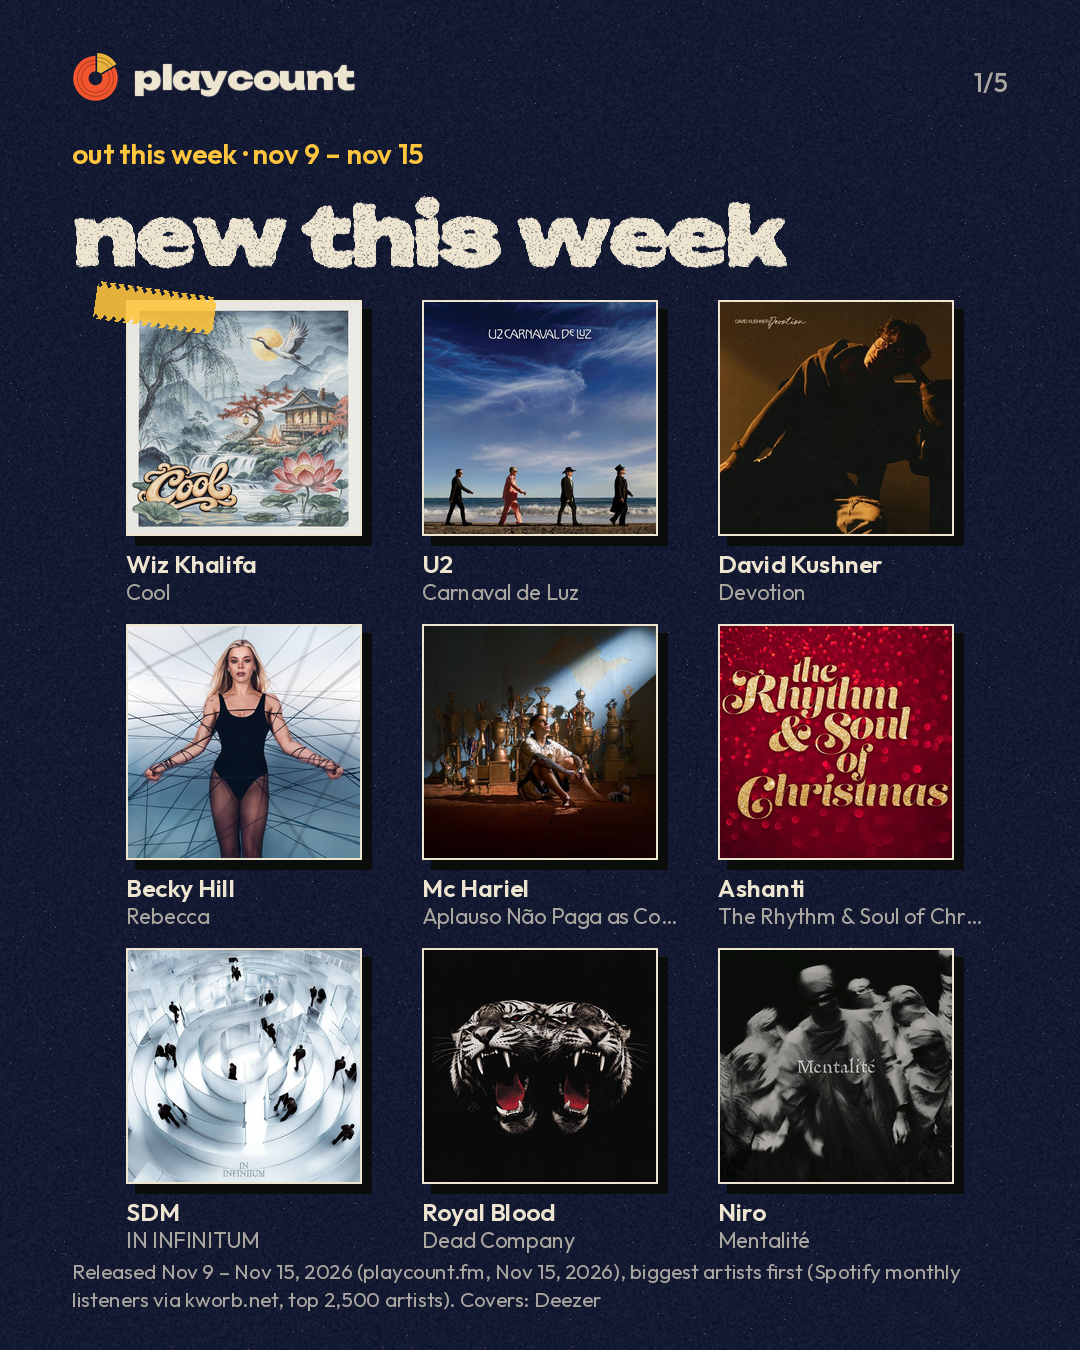 playcount
1/5
out this week · nov 9 – nov 15
new this week
Cool
U2 CARNAVAL DE LUZ
DAVID KUSHNER Devotion
Wiz Khalifa
Cool
U2
Carnaval de Luz
David Kushner
Devotion
the
Rhythm
& Soul
of
Christmas
Becky Hill
Rebecca
Mc Hariel
Aplauso Não Paga as Co...
Ashanti
The Rhythm & Soul of Chr...
IN
INFINITUM
Mentalité
SDM
IN INFINITUM
Royal Blood
Dead Company
Niro
Mentalité
Released Nov 9 – Nov 15, 2026 (playcount.fm, Nov 15, 2026), biggest artists first (Spotify monthly
listeners via kworb.net, top 2,500 artists). Covers: Deezer